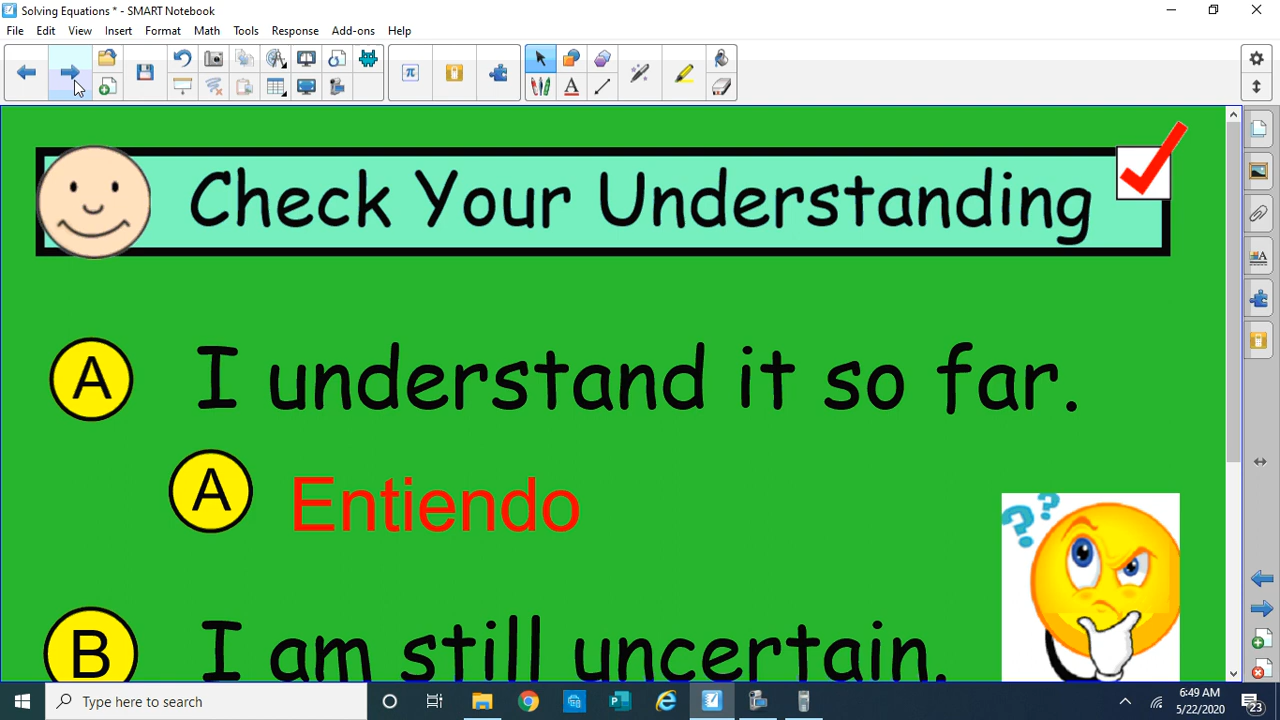 Solving Equations * - SMART Notebook
File Edit View Insert Format Math Tools Response Add-ons Help
π
A
Check Your Understanding
A I understand it so far.
A Entiendo
? ? ?
B I am still uncertain.
Type here to search
6:49 AM
5/22/2020
23